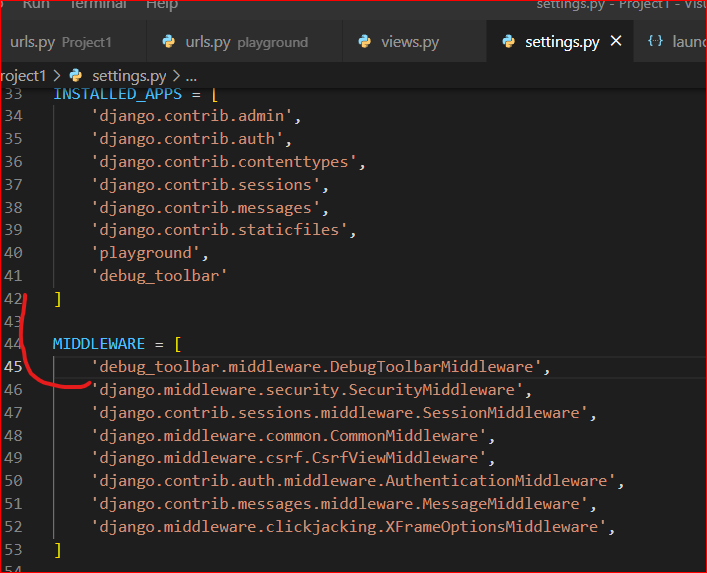 Run Terminal Help settings.py - Project1 - Visu
urls.py Project1 urls.py playground views.py settings.py × {·} launc
roject1 > settings.py > ...
33 INSTALLED_APPS = [
34 'django.contrib.admin',
35 'django.contrib.auth',
36 'django.contrib.contenttypes',
37 'django.contrib.sessions',
38 'django.contrib.messages',
39 'django.contrib.staticfiles',
40 'playground',
41 'debug_toolbar'
42 ]
43
44 MIDDLEWARE = [
45 'debug_toolbar.middleware.DebugToolbarMiddleware',
46 'django.middleware.security.SecurityMiddleware',
47 'django.contrib.sessions.middleware.SessionMiddleware',
48 'django.middleware.common.CommonMiddleware',
49 'django.middleware.csrf.CsrfViewMiddleware',
50 'django.contrib.auth.middleware.AuthenticationMiddleware',
51 'django.contrib.messages.middleware.MessageMiddleware',
52 'django.middleware.clickjacking.XFrameOptionsMiddleware',
53 ]
54